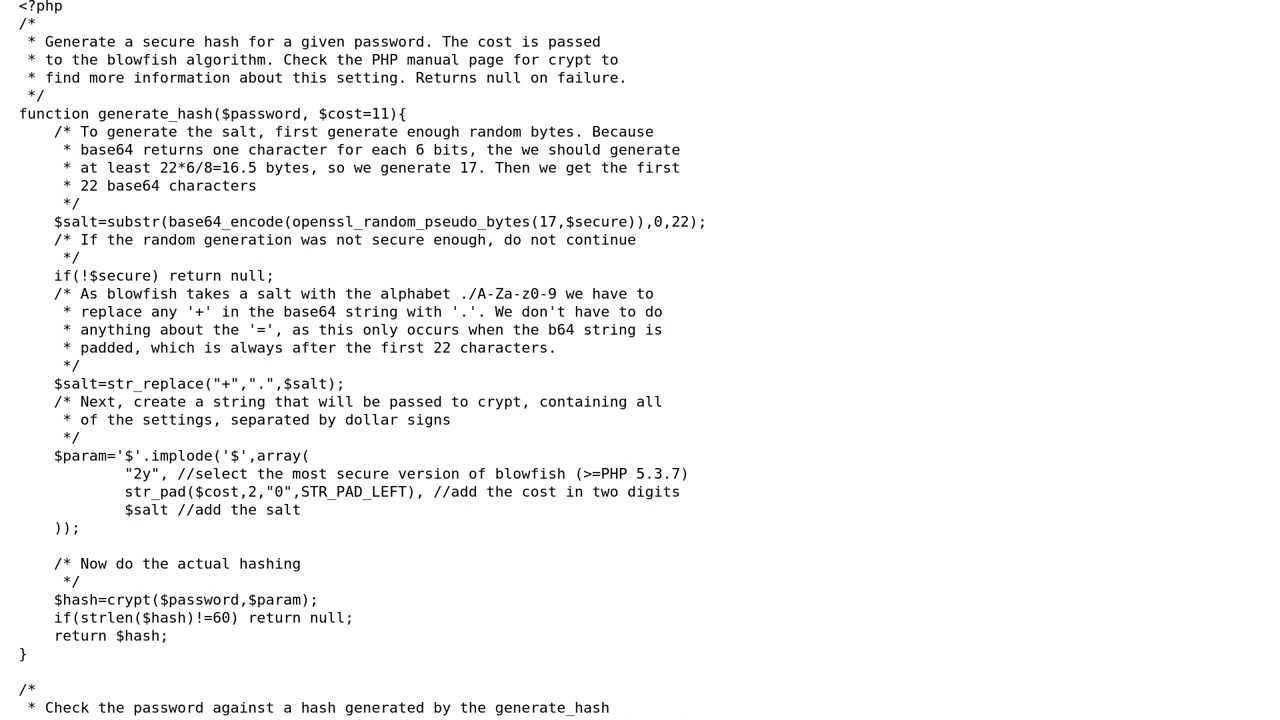 <?php
/*
 * Generate a secure hash for a given password. The cost is passed
 * to the blowfish algorithm. Check the PHP manual page for crypt to
 * find more information about this setting. Returns null on failure.
 */
function generate_hash($password, $cost=11){
    /* To generate the salt, first generate enough random bytes. Because
     * base64 returns one character for each 6 bits, the we should generate
     * at least 22*6/8=16.5 bytes, so we generate 17. Then we get the first
     * 22 base64 characters
     */
    $salt=substr(base64_encode(openssl_random_pseudo_bytes(17,$secure)),0,22);
    /* If the random generation was not secure enough, do not continue
     */
    if(!$secure) return null;
    /* As blowfish takes a salt with the alphabet ./A-Za-z0-9 we have to
     * replace any '+' in the base64 string with '.'. We don't have to do
     * anything about the '=', as this only occurs when the b64 string is
     * padded, which is always after the first 22 characters.
     */
    $salt=str_replace("+",".",$salt);
    /* Next, create a string that will be passed to crypt, containing all
     * of the settings, separated by dollar signs
     */
    $param='$'.implode('$',array(
            "2y", //select the most secure version of blowfish (>=PHP 5.3.7)
            str_pad($cost,2,"0",STR_PAD_LEFT), //add the cost in two digits
            $salt //add the salt
    ));

    /* Now do the actual hashing
     */
    $hash=crypt($password,$param);
    if(strlen($hash)!=60) return null;
    return $hash;
}

/*
 * Check the password against a hash generated by the generate_hash